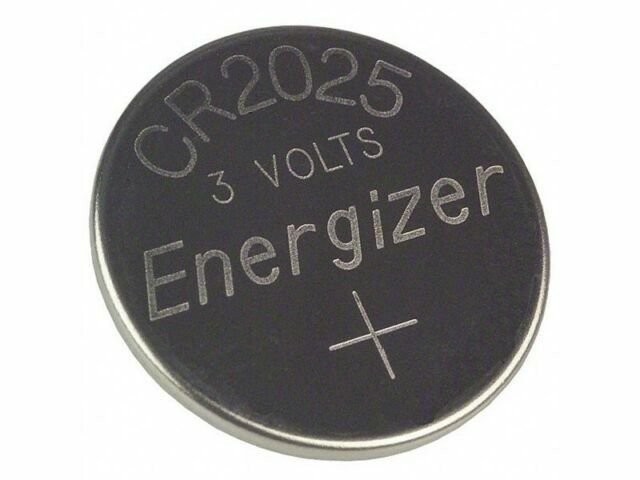 CR2025
3 VOLTS
Energizer
+